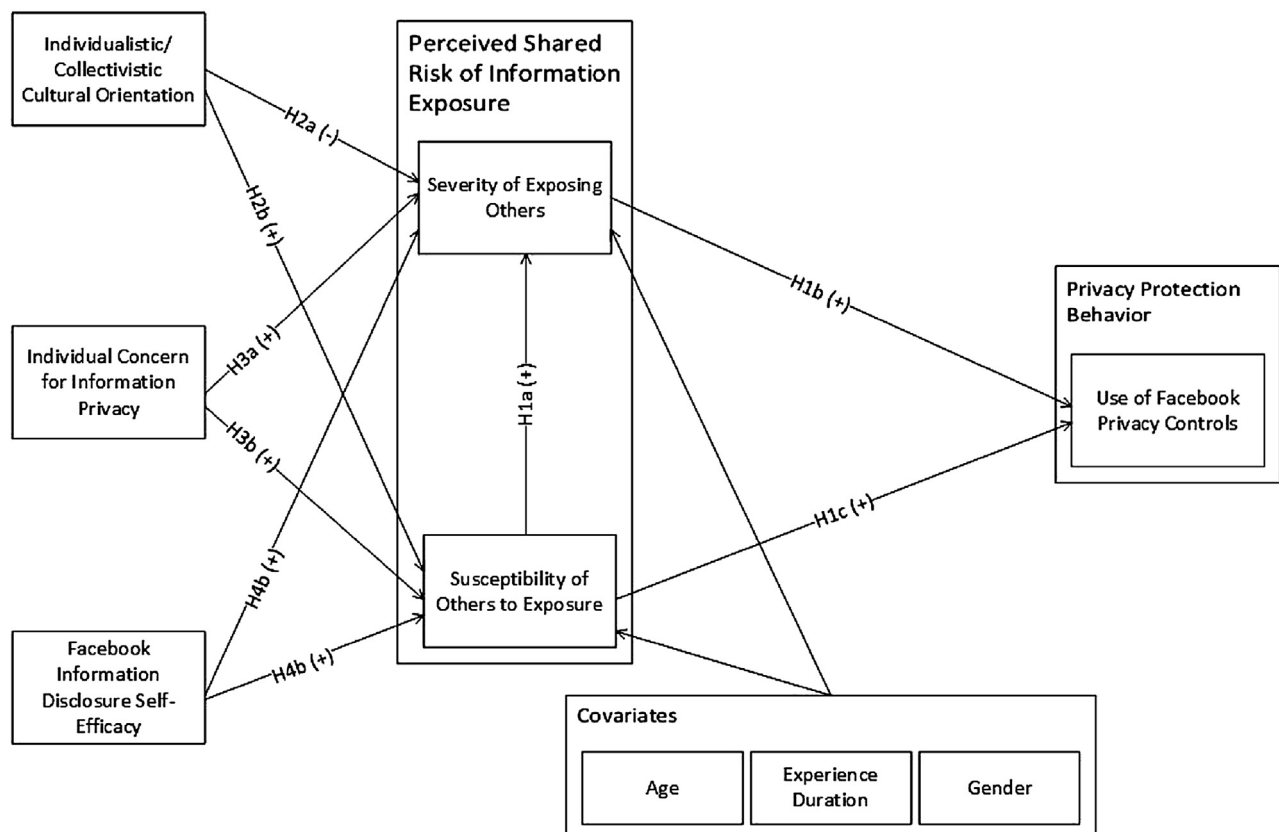 Individualistic/
Collectivistic
Cultural Orientation
Perceived Shared
Risk of Information
Exposure
H2a (-)
Severity of Exposing
Others
H2b (+)
H3a (+)
H1b (+)
Privacy Protection
Behavior
Individual Concern
for Information
Privacy
H1a (+)
Use of Facebook
Privacy Controls
H3b (+)
H1c (+)
H4b (+)
Susceptibility of
Others to Exposure
Facebook
Information
Disclosure Self-
Efficacy
H4b (+)
Covariates
Age
Experience
Duration
Gender